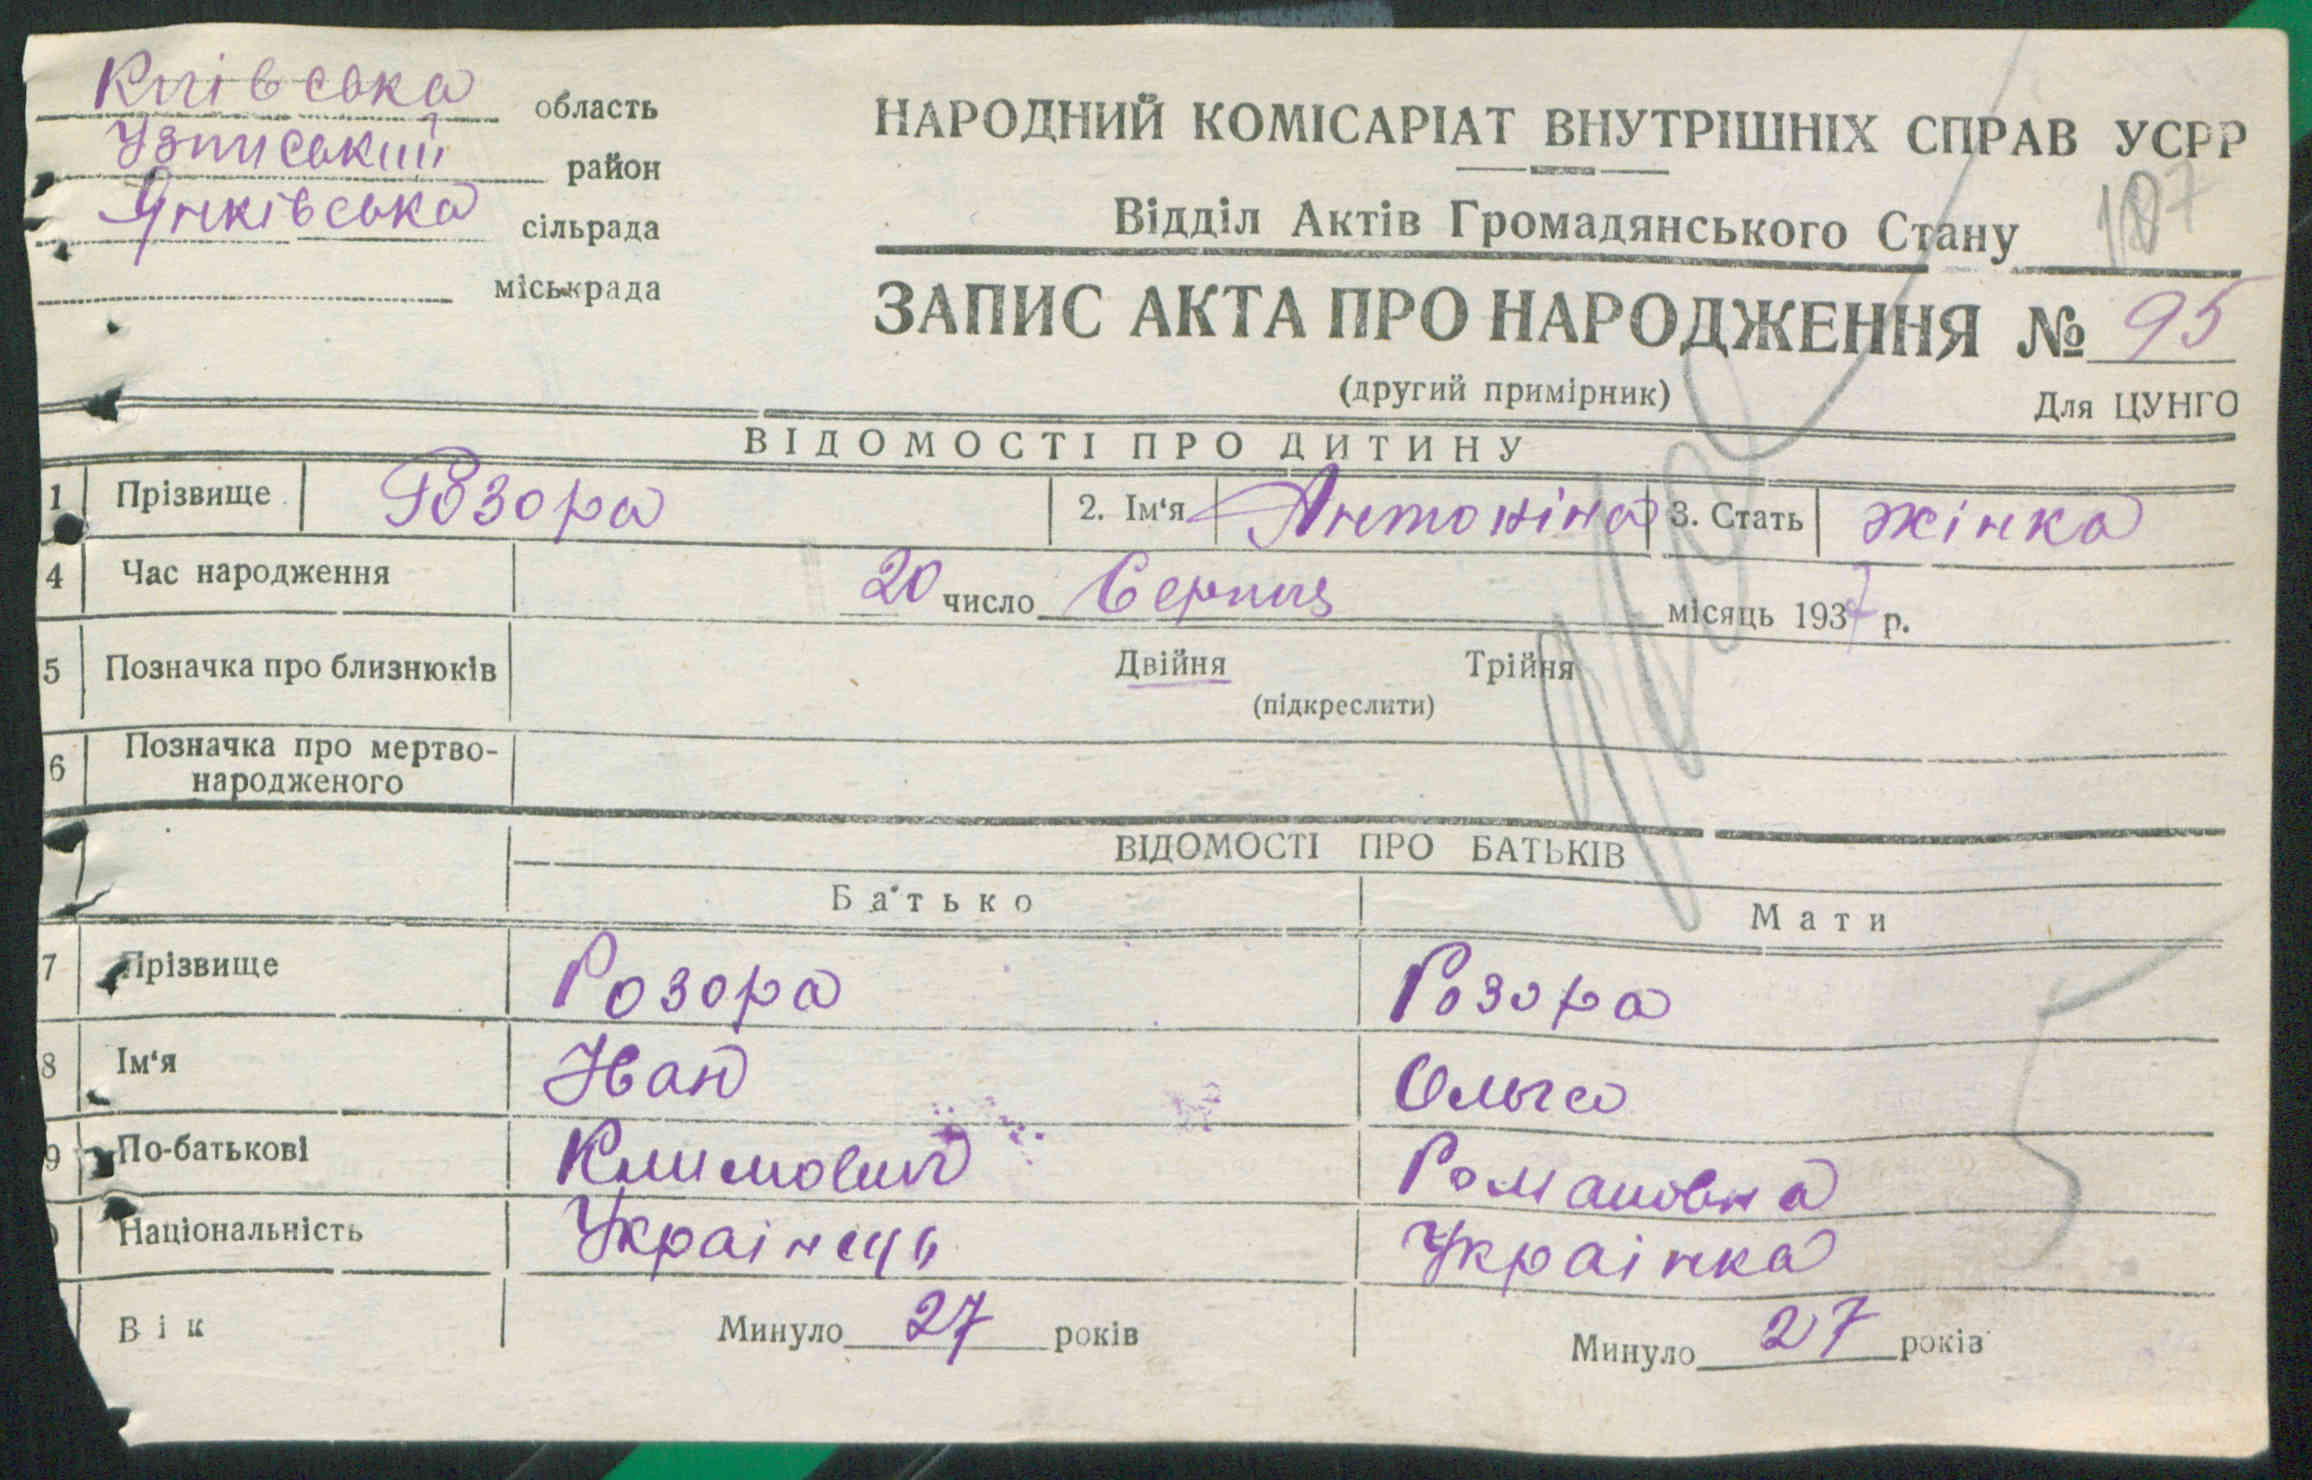 Київська область
Узинський район
Янківська сільрада
міськрада
НАРОДНИЙ КОМІСАРІАТ ВНУТРІШНІХ СПРАВ УСРР
Відділ Актів Громадянського Стану
ЗАПИС АКТА ПРО НАРОДЖЕННЯ № 95
(другий примірник)
Для ЦУНГО
ВІДОМОСТІ ПРО ДИТИНУ
1 Прізвище Розора 2. Ім'я Антоніна 3. Стать жінка
4 Час народження 20 число Серпня місяць 1937 р.
5 Позначка про близнюків Двійня Трійня
(підкреслити)
6 Позначка про мертво-
народженого
ВІДОМОСТІ ПРО БАТЬКІВ
Батько Мати
7 Прізвище Розора Розора
8 Ім'я Иван Ольга
9 По-батькові Климович Романовна
Національність Українець Українка
Вік Минуло 27 років Минуло 27 років